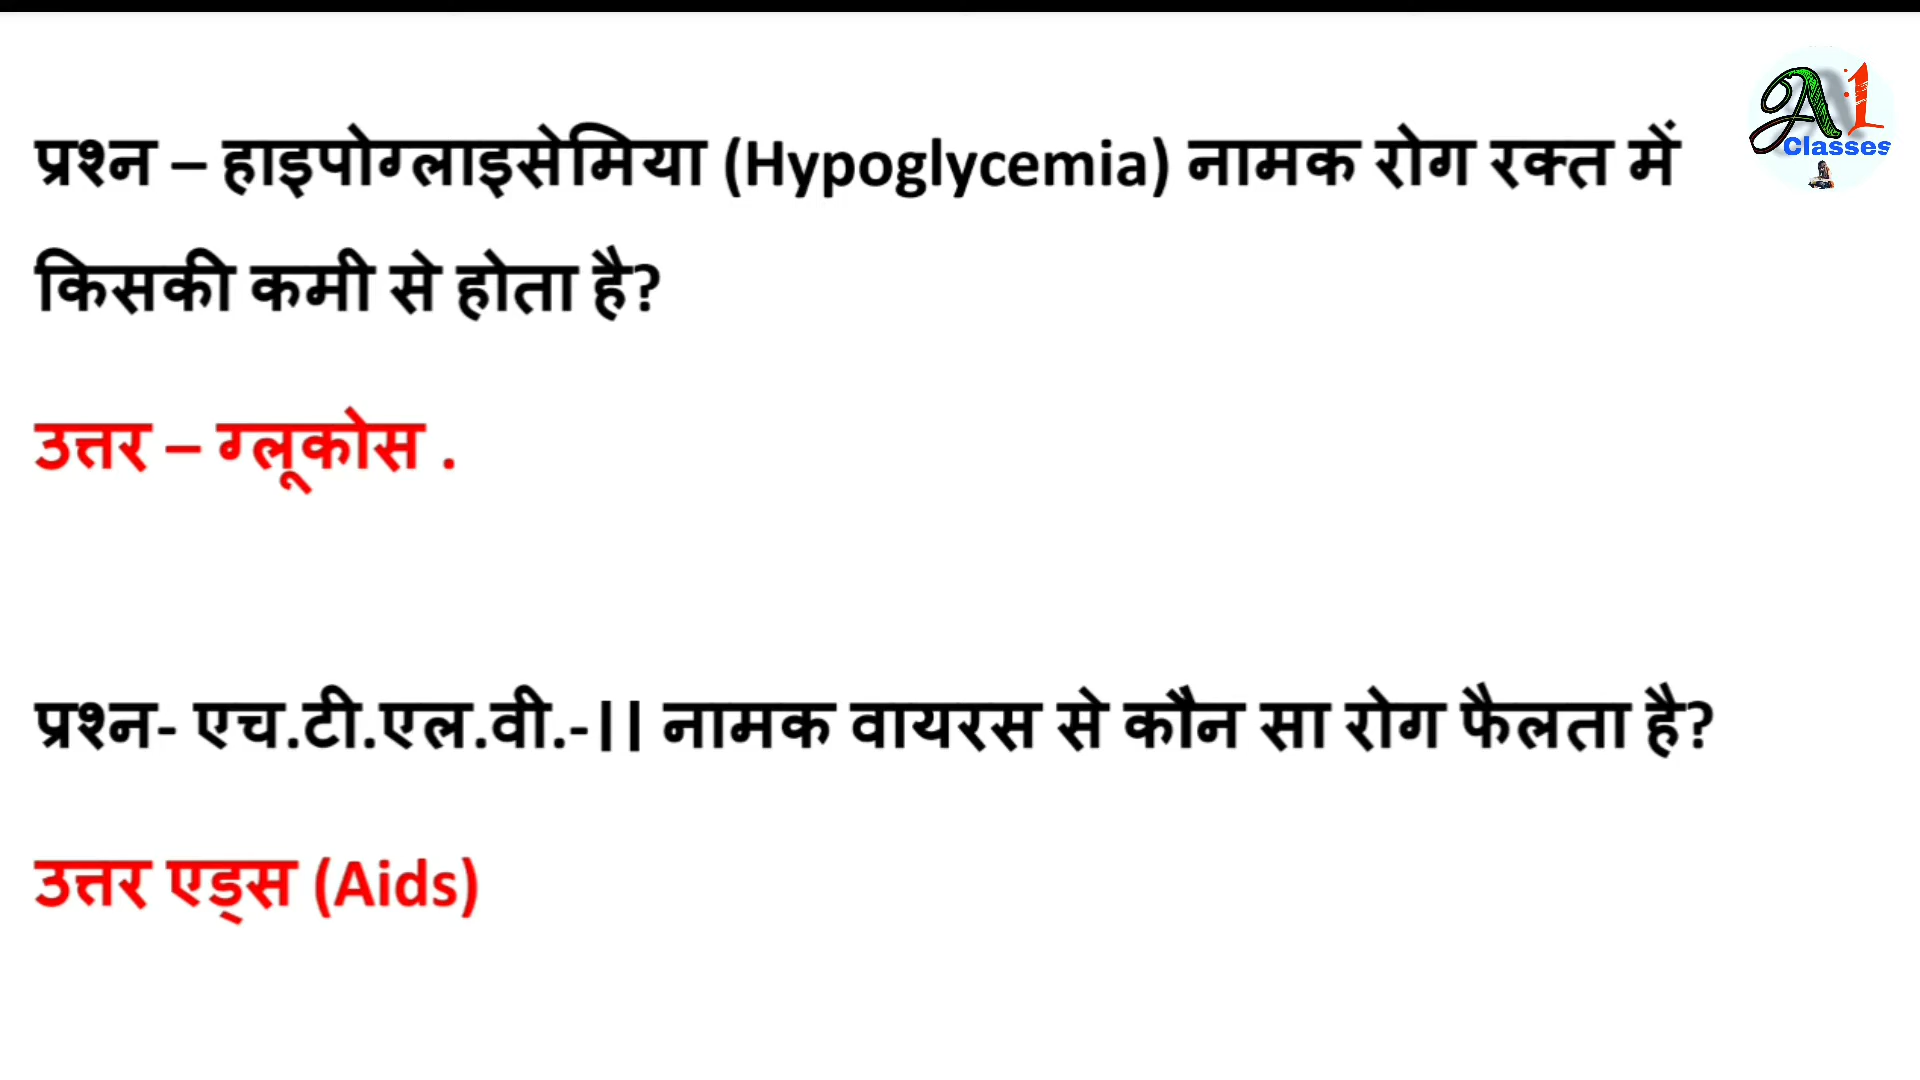 A1
Classes
प्रश्न – हाइपोग्लाइसेमिया (Hypoglycemia) नामक रोग रक्त में
किसकी कमी से होता है?
उत्तर – ग्लूकोस .
प्रश्न- एच.टी.एल.वी.-|| नामक वायरस से कौन सा रोग फैलता है?
उत्तर एड्स (Aids)